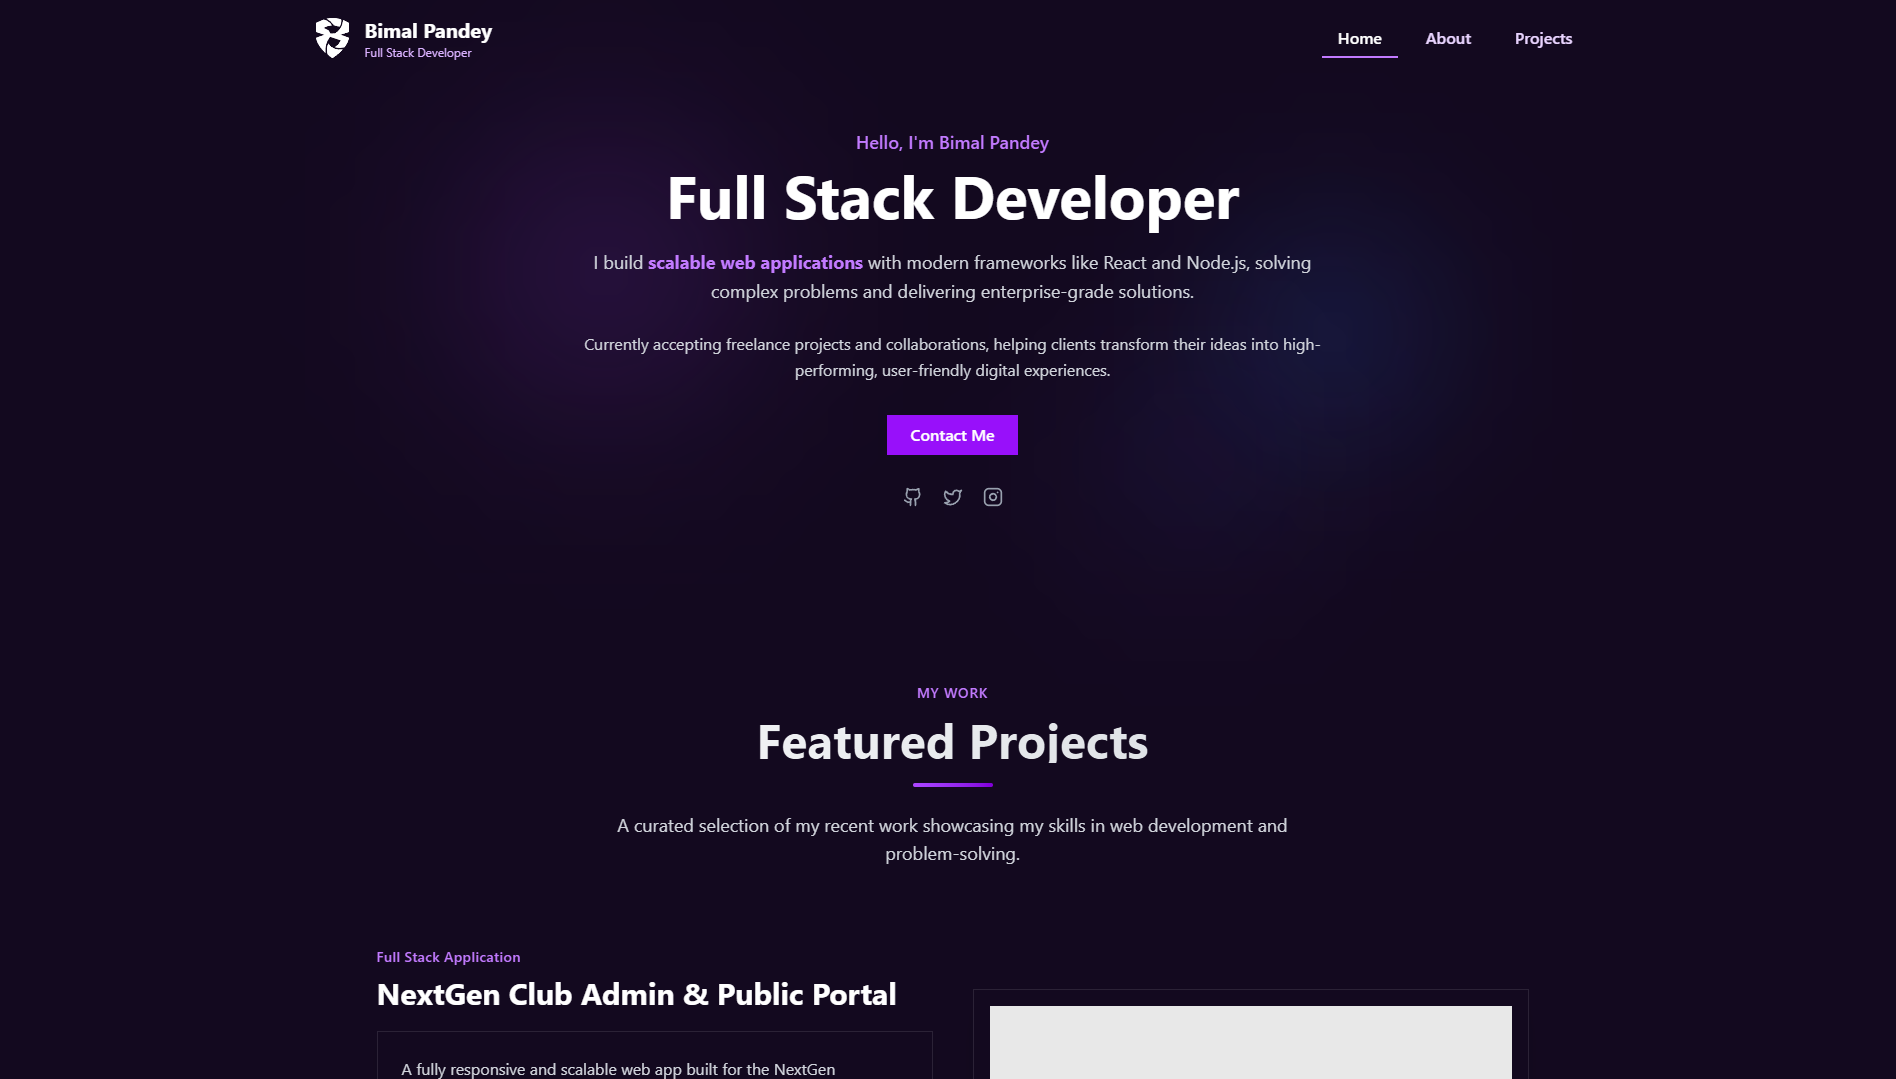 Bimal Pandey
Full Stack Developer
Home
About
Projects
Hello, I'm Bimal Pandey
Full Stack Developer
I build scalable web applications with modern frameworks like React and Node.js, solving
complex problems and delivering enterprise-grade solutions.
Currently accepting freelance projects and collaborations, helping clients transform their ideas into high-
performing, user-friendly digital experiences.
Contact Me
MY WORK
Featured Projects
A curated selection of my recent work showcasing my skills in web development and
problem-solving.
Full Stack Application
NextGen Club Admin & Public Portal
A fully responsive and scalable web app built for the NextGen